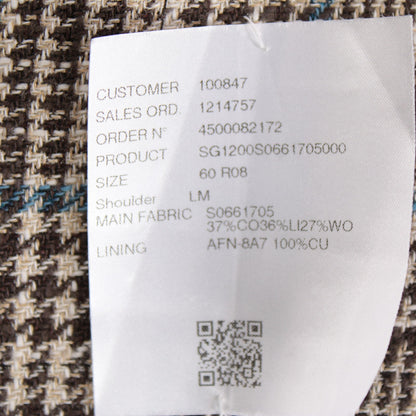 CUSTOMER 100847
SALES ORD. 1214757
ORDER N° 4500082172
PRODUCT SG1200S0661705000
SIZE 60 R08
Shoulder LM
MAIN FABRIC S0661705
37%CO36%LI27%WO
LINING AFN-8A7 100%CU